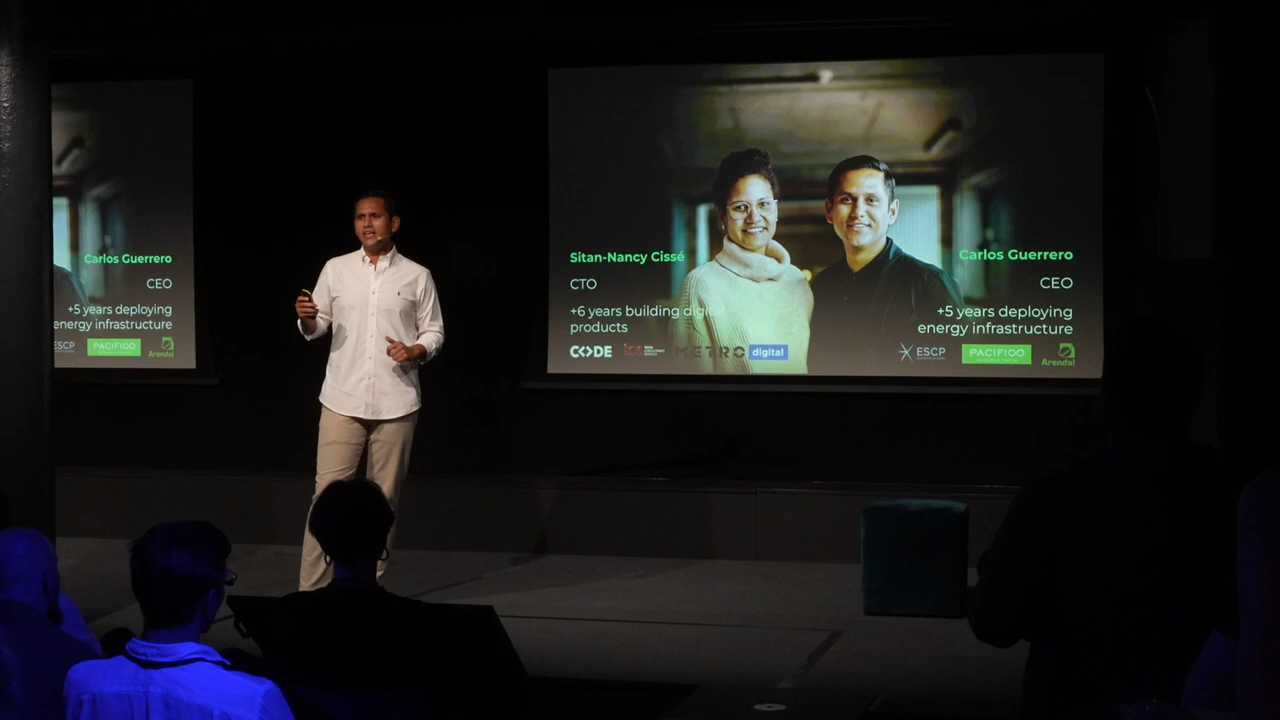 Carlos Guerrero
CEO
+5 years deploying
energy infrastructure
ESCP
PACIFICO
Arendal
Sitan-Nancy Cissé
CTO
+6 years building digital
products
CODE
METRO digital
Carlos Guerrero
CEO
+5 years deploying
energy infrastructure
ESCP
PACIFICO
Arendal